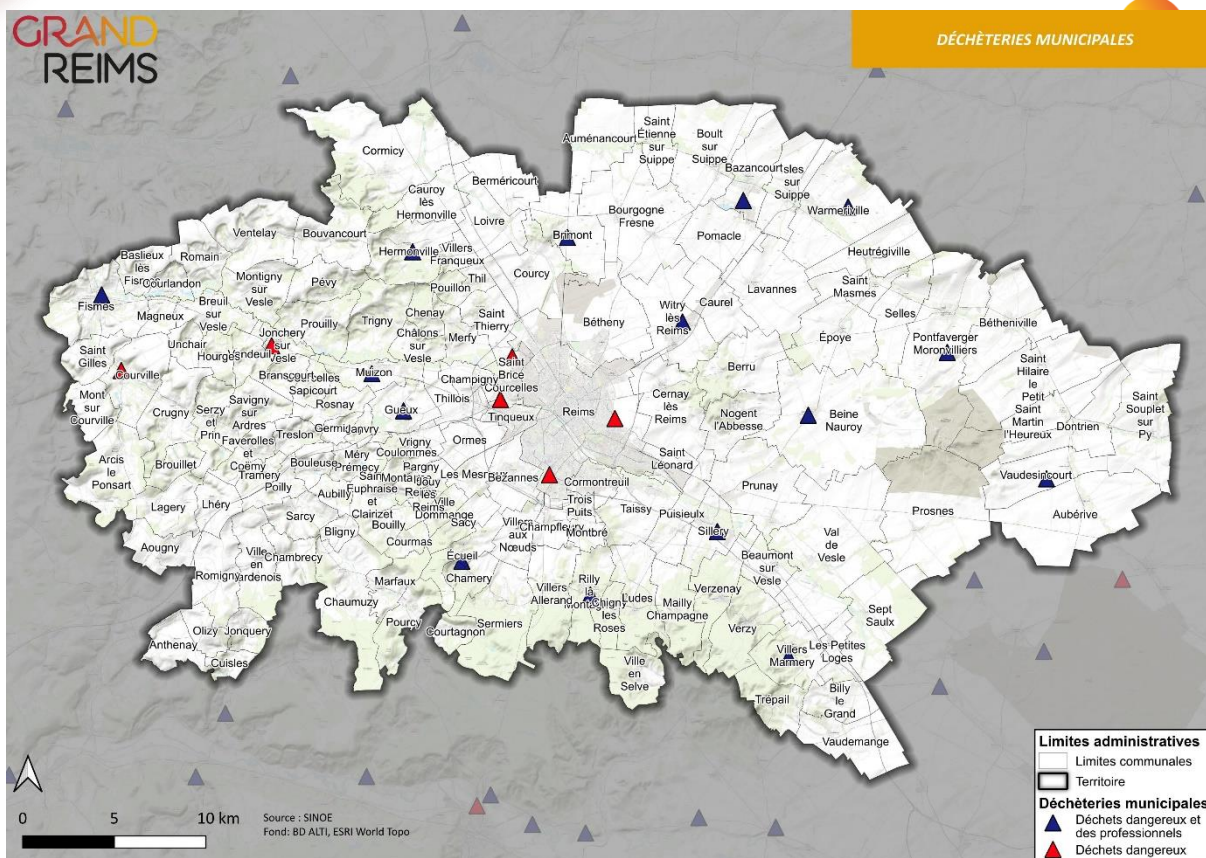 GRAND
REIMS
DÉCHÈTERIES MUNICIPALES
Cormicy
Auménancourt
Saint
Étienne
sur
Suippe
Boult
sur
Suippe
Bazancourt
Isles
sur
Suippe
Warmeriville
Berméricourt
Cauroy
lès
Hermonville
Loivre
Bourgogne
Fresne
Pomacle
Heutrégiville
Ventelay
Bouvancourt
Hermonville
Villers
Franqueux
Brimont
Courcy
Baslieux
lès
Romain
Courlandon
Montigny
sur
Vesle
Pévy
Pouillon
Thil
Lavannes
Saint
Masmes
Selles
Fismes
Magneux
Breuil
sur
Vesle
Prouilly
Trigny
Chenay
Saint
Thierry
Bétheny
Witry
lès
Reims
Caurel
Époye
Pontfaverger
Moronvilliers
Bétheniville
Unchair
Hourges
Jonchery
sur
Vesle
Châlons
sur
Vesle
Merfy
Saint
Gilles
Courville
Branscourt
Sapicourt
Rosnay
Muizon
Champigny
Thillois
Saint
Brice
Courcelles
Berru
Saint
Hilaire
le
Petit
Mont
sur
Courville
Crugny
Serzy
et
Prin
Savigny
sur
Ardres
Gueux
Tinqueux
Reims
Cernay
lès
Reims
Nogent
l'Abbesse
Beine
Nauroy
Saint
Martin
l'Heureux
Dontrien
Saint
Souplet
sur
Py
Faverolles
et
Coëmy
Treslon
Vrigny
Coulommes
Ormes
Arcis
le
Ponsart
Brouillet
Tramery
Poilly
Bouleuse
Méry
Prémecy
Pargny
lès
Reims
Bezannes
Saint
Léonard
Cormontreuil
Vaudesincourt
Lagery
Lhéry
Aubilly
Euphraise
et
Clairizet
Bouilly
Ville
Dommange
Sacy
Trois
Puits
Taissy
Puisieulx
Prunay
Prosnes
Aubérive
Sarcy
Bligny
Courmas
Villers
aux
Nœuds
Champfleury
Montbré
Sillery
Val
de
Vesle
Aougny
Ville
en
Chambrecy
Romigny
Marfaux
Écueil
Chamery
Villers
Allerand
Rilly
la
Chigny
les
Roses
Ludes
Mailly
Champagne
Verzenay
Beaumont
sur
Vesle
Chaumuzy
Pourcy
Courtagnon
Sermiers
Verzy
Sept
Saulx
Anthenay
Olizy
Jonquery
Cuisles
Ville
en
Selve
Villers
Marmery
Les Petites
Loges
Trépail
Billy
le
Grand
Vaudemange
0 5 10 km
Source : SINOE
Fond: BD ALTI, ESRI World Topo
Limites administratives
Limites communales
Territoire
Déchèteries municipales
Déchets dangereux et
des professionnels
Déchets dangereux